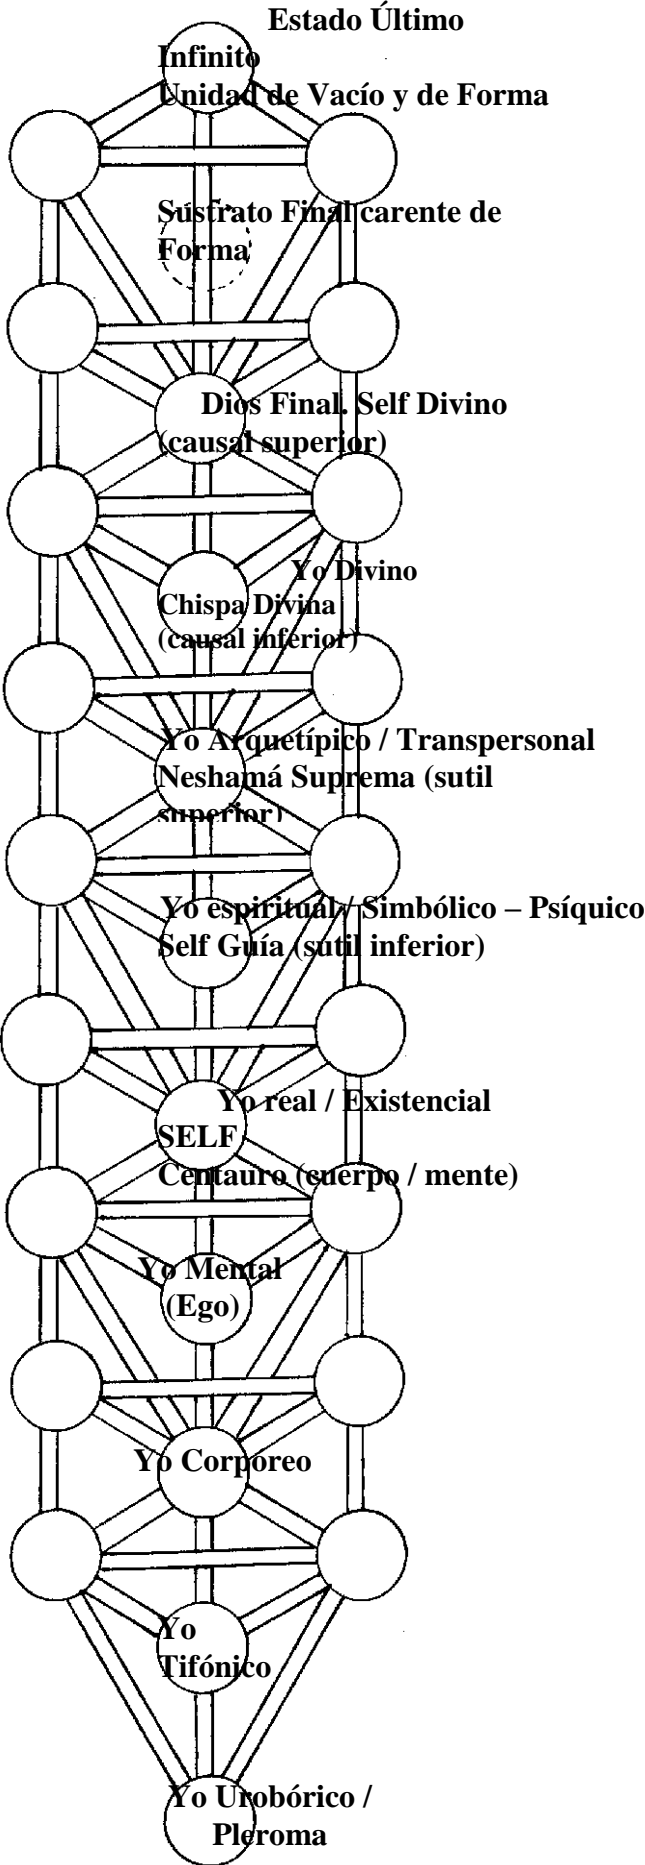 Estado Último
Infinito
Unidad de Vacío y de Forma
Sustrato Final carente de
Forma
Dios Final. Self Divino
(causal superior)
Yo Divino
Chispa Divina
(causal inferior)
Yo Arquetípico / Transpersonal
Neshamá Suprema (sutil
superior)
Yo espiritual / Simbólico – Psíquico
Self Guía (sutil inferior)
Yo real / Existencial
SELF
Centauro (cuerpo / mente)
Yo Mental
(Ego)
Yo Corporeo
Yo
Tifónico
Yo Urobórico /
Pleroma